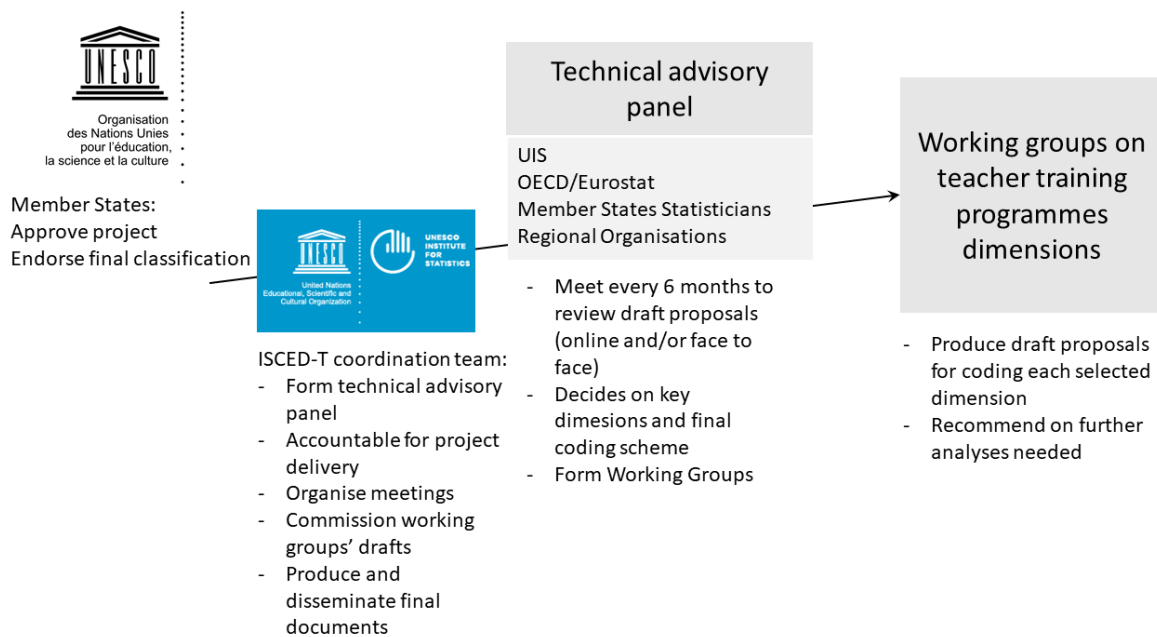 UNESCO
Organisation
des Nations Unies
pour l'éducation,
la science et la culture
Member States:
Approve project
Endorse final classification
UNESCO
United Nations
Educational, Scientific and
Cultural Organization
UNESCO
INSTITUTE
FOR
STATISTICS
ISCED-T coordination team:
- Form technical advisory
panel
- Accountable for project
delivery
- Organise meetings
- Commission working
groups' drafts
- Produce and
disseminate final
documents
Technical advisory
panel
UIS
OECD/Eurostat
Member States Statisticians
Regional Organisations
- Meet every 6 months to
review draft proposals
(online and/or face to
face)
- Decides on key
dimesions and final
coding scheme
- Form Working Groups
Working groups on
teacher training
programmes
dimensions
- Produce draft proposals
for coding each selected
dimension
- Recommend on further
analyses needed